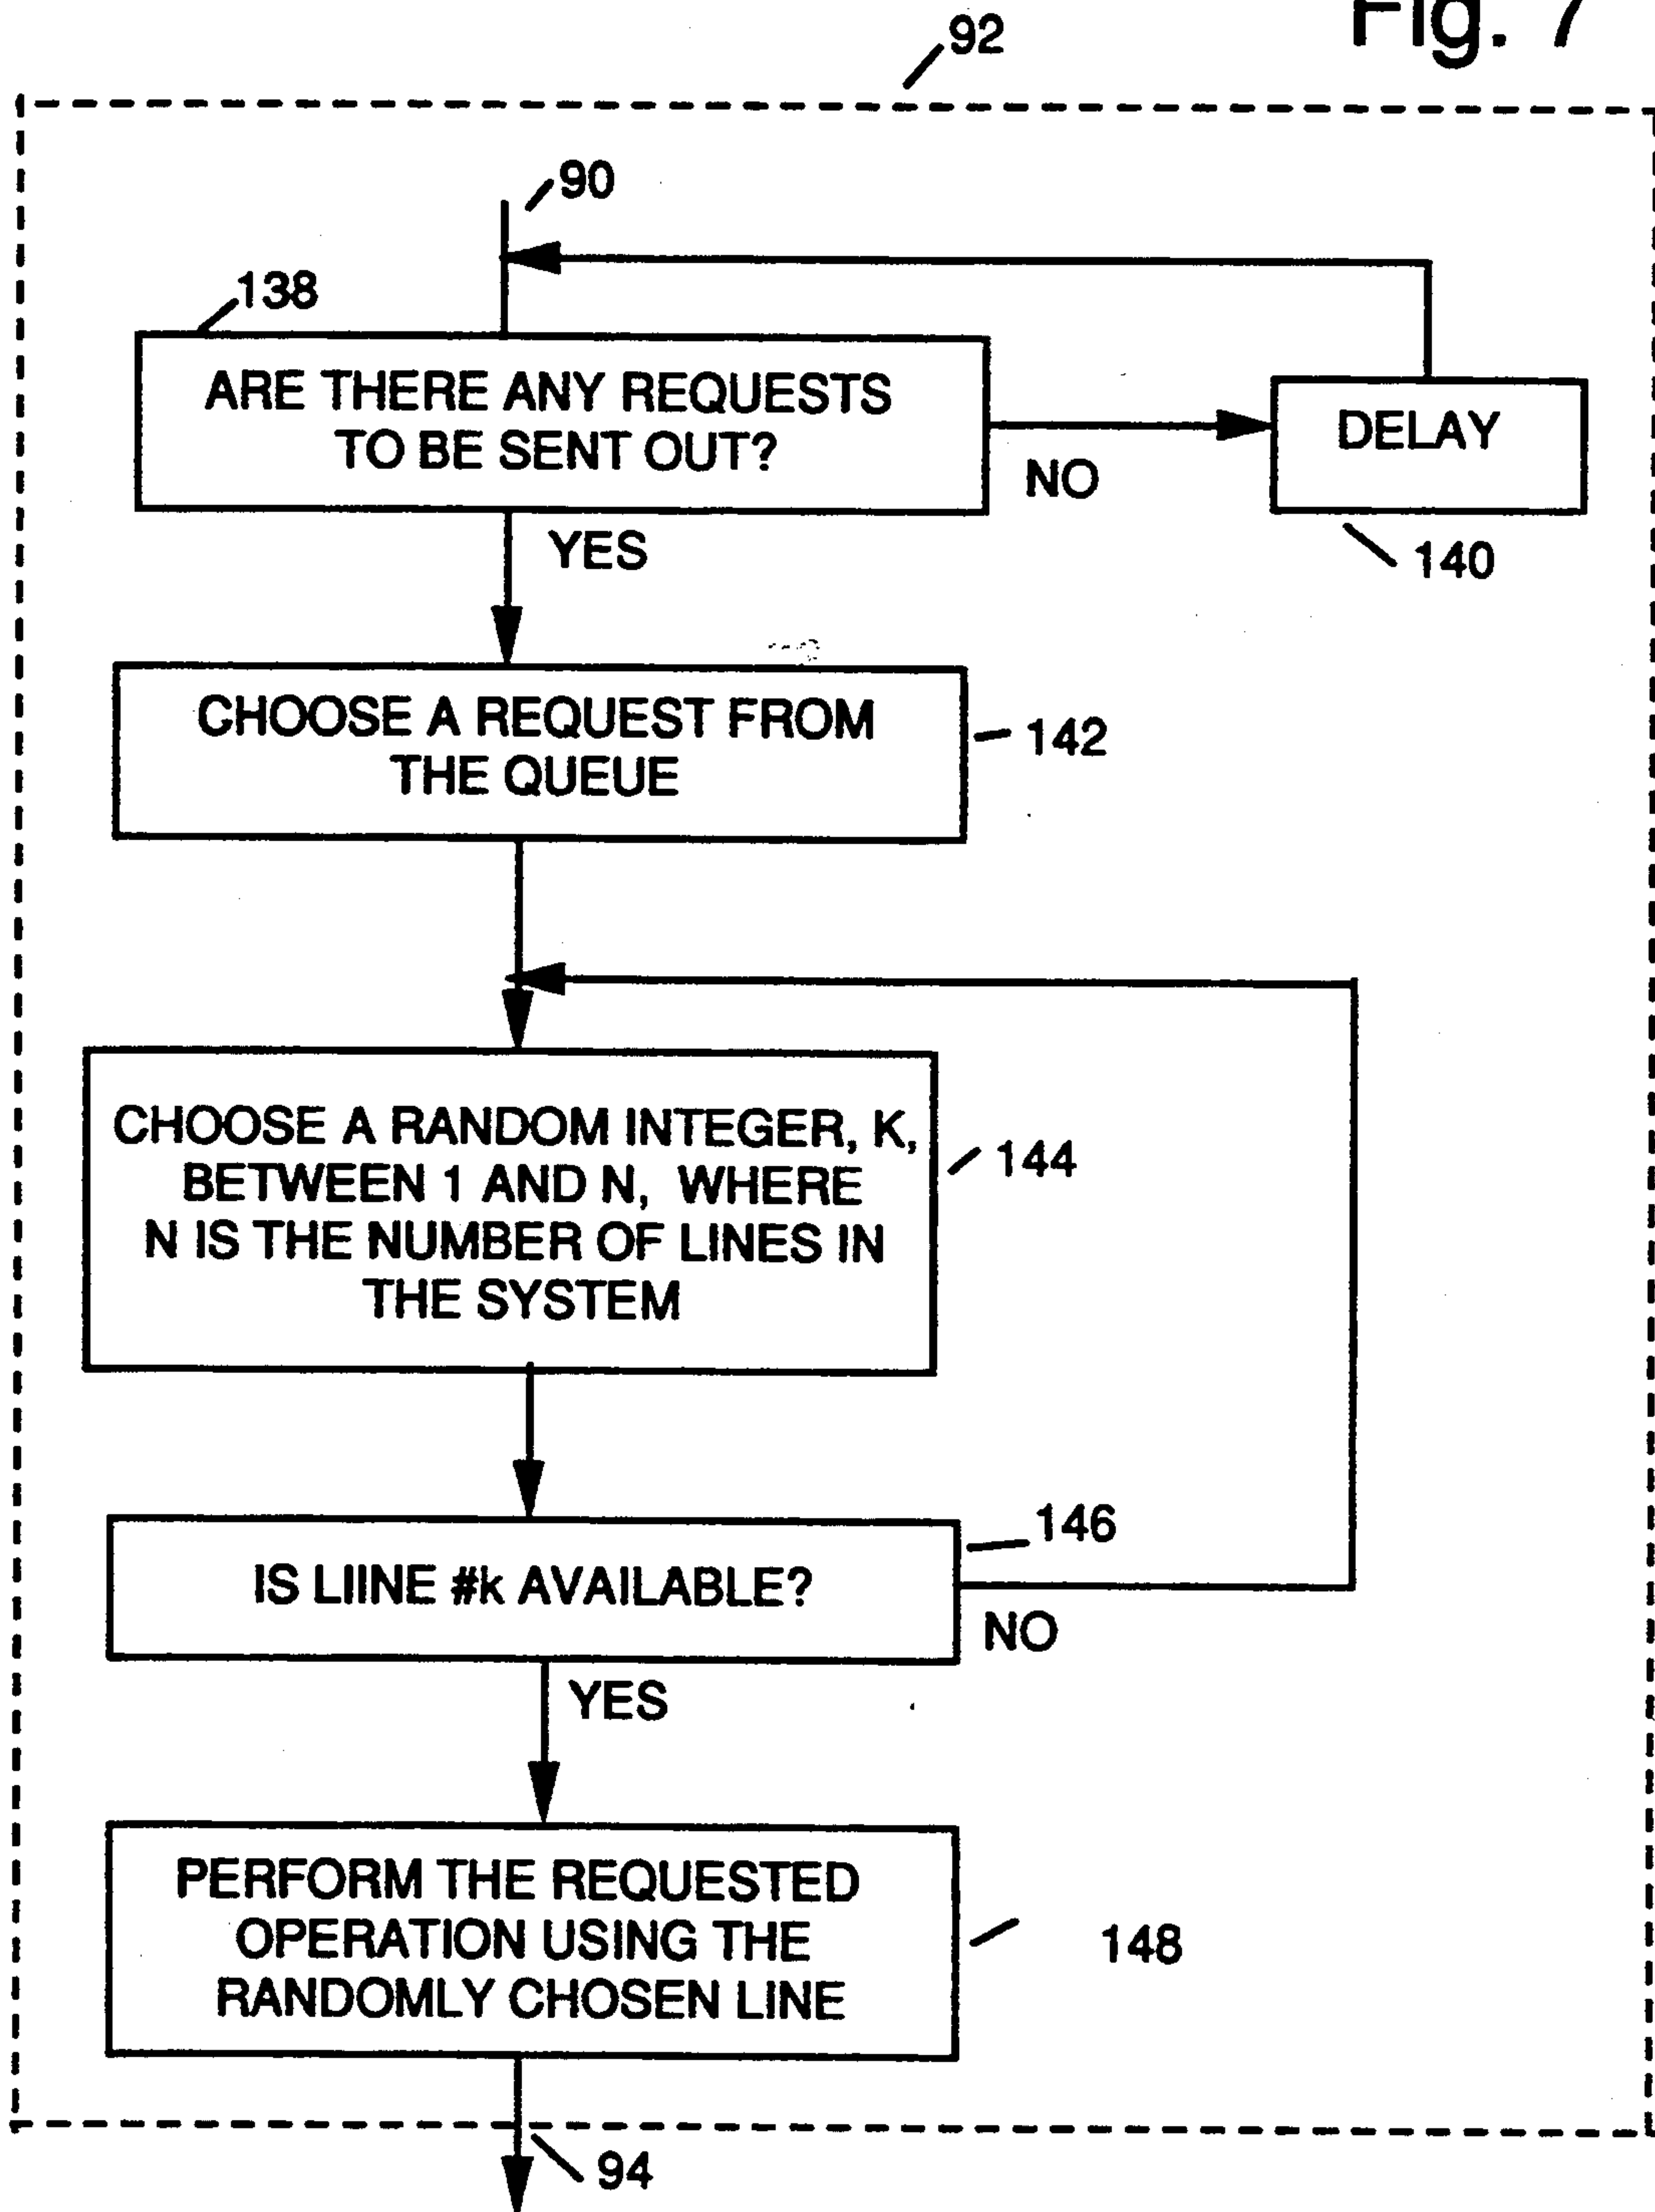 Fig. 7
92
90
138
ARE THERE ANY REQUESTS
TO BE SENT OUT?
NO
DELAY
140
YES
CHOOSE A REQUEST FROM
THE QUEUE
142
CHOOSE A RANDOM INTEGER, K,
BETWEEN 1 AND N, WHERE
N IS THE NUMBER OF LINES IN
THE SYSTEM
144
146
IS LIINE #k AVAILABLE?
NO
YES
PERFORM THE REQUESTED
OPERATION USING THE
RANDOMLY CHOSEN LINE
148
94